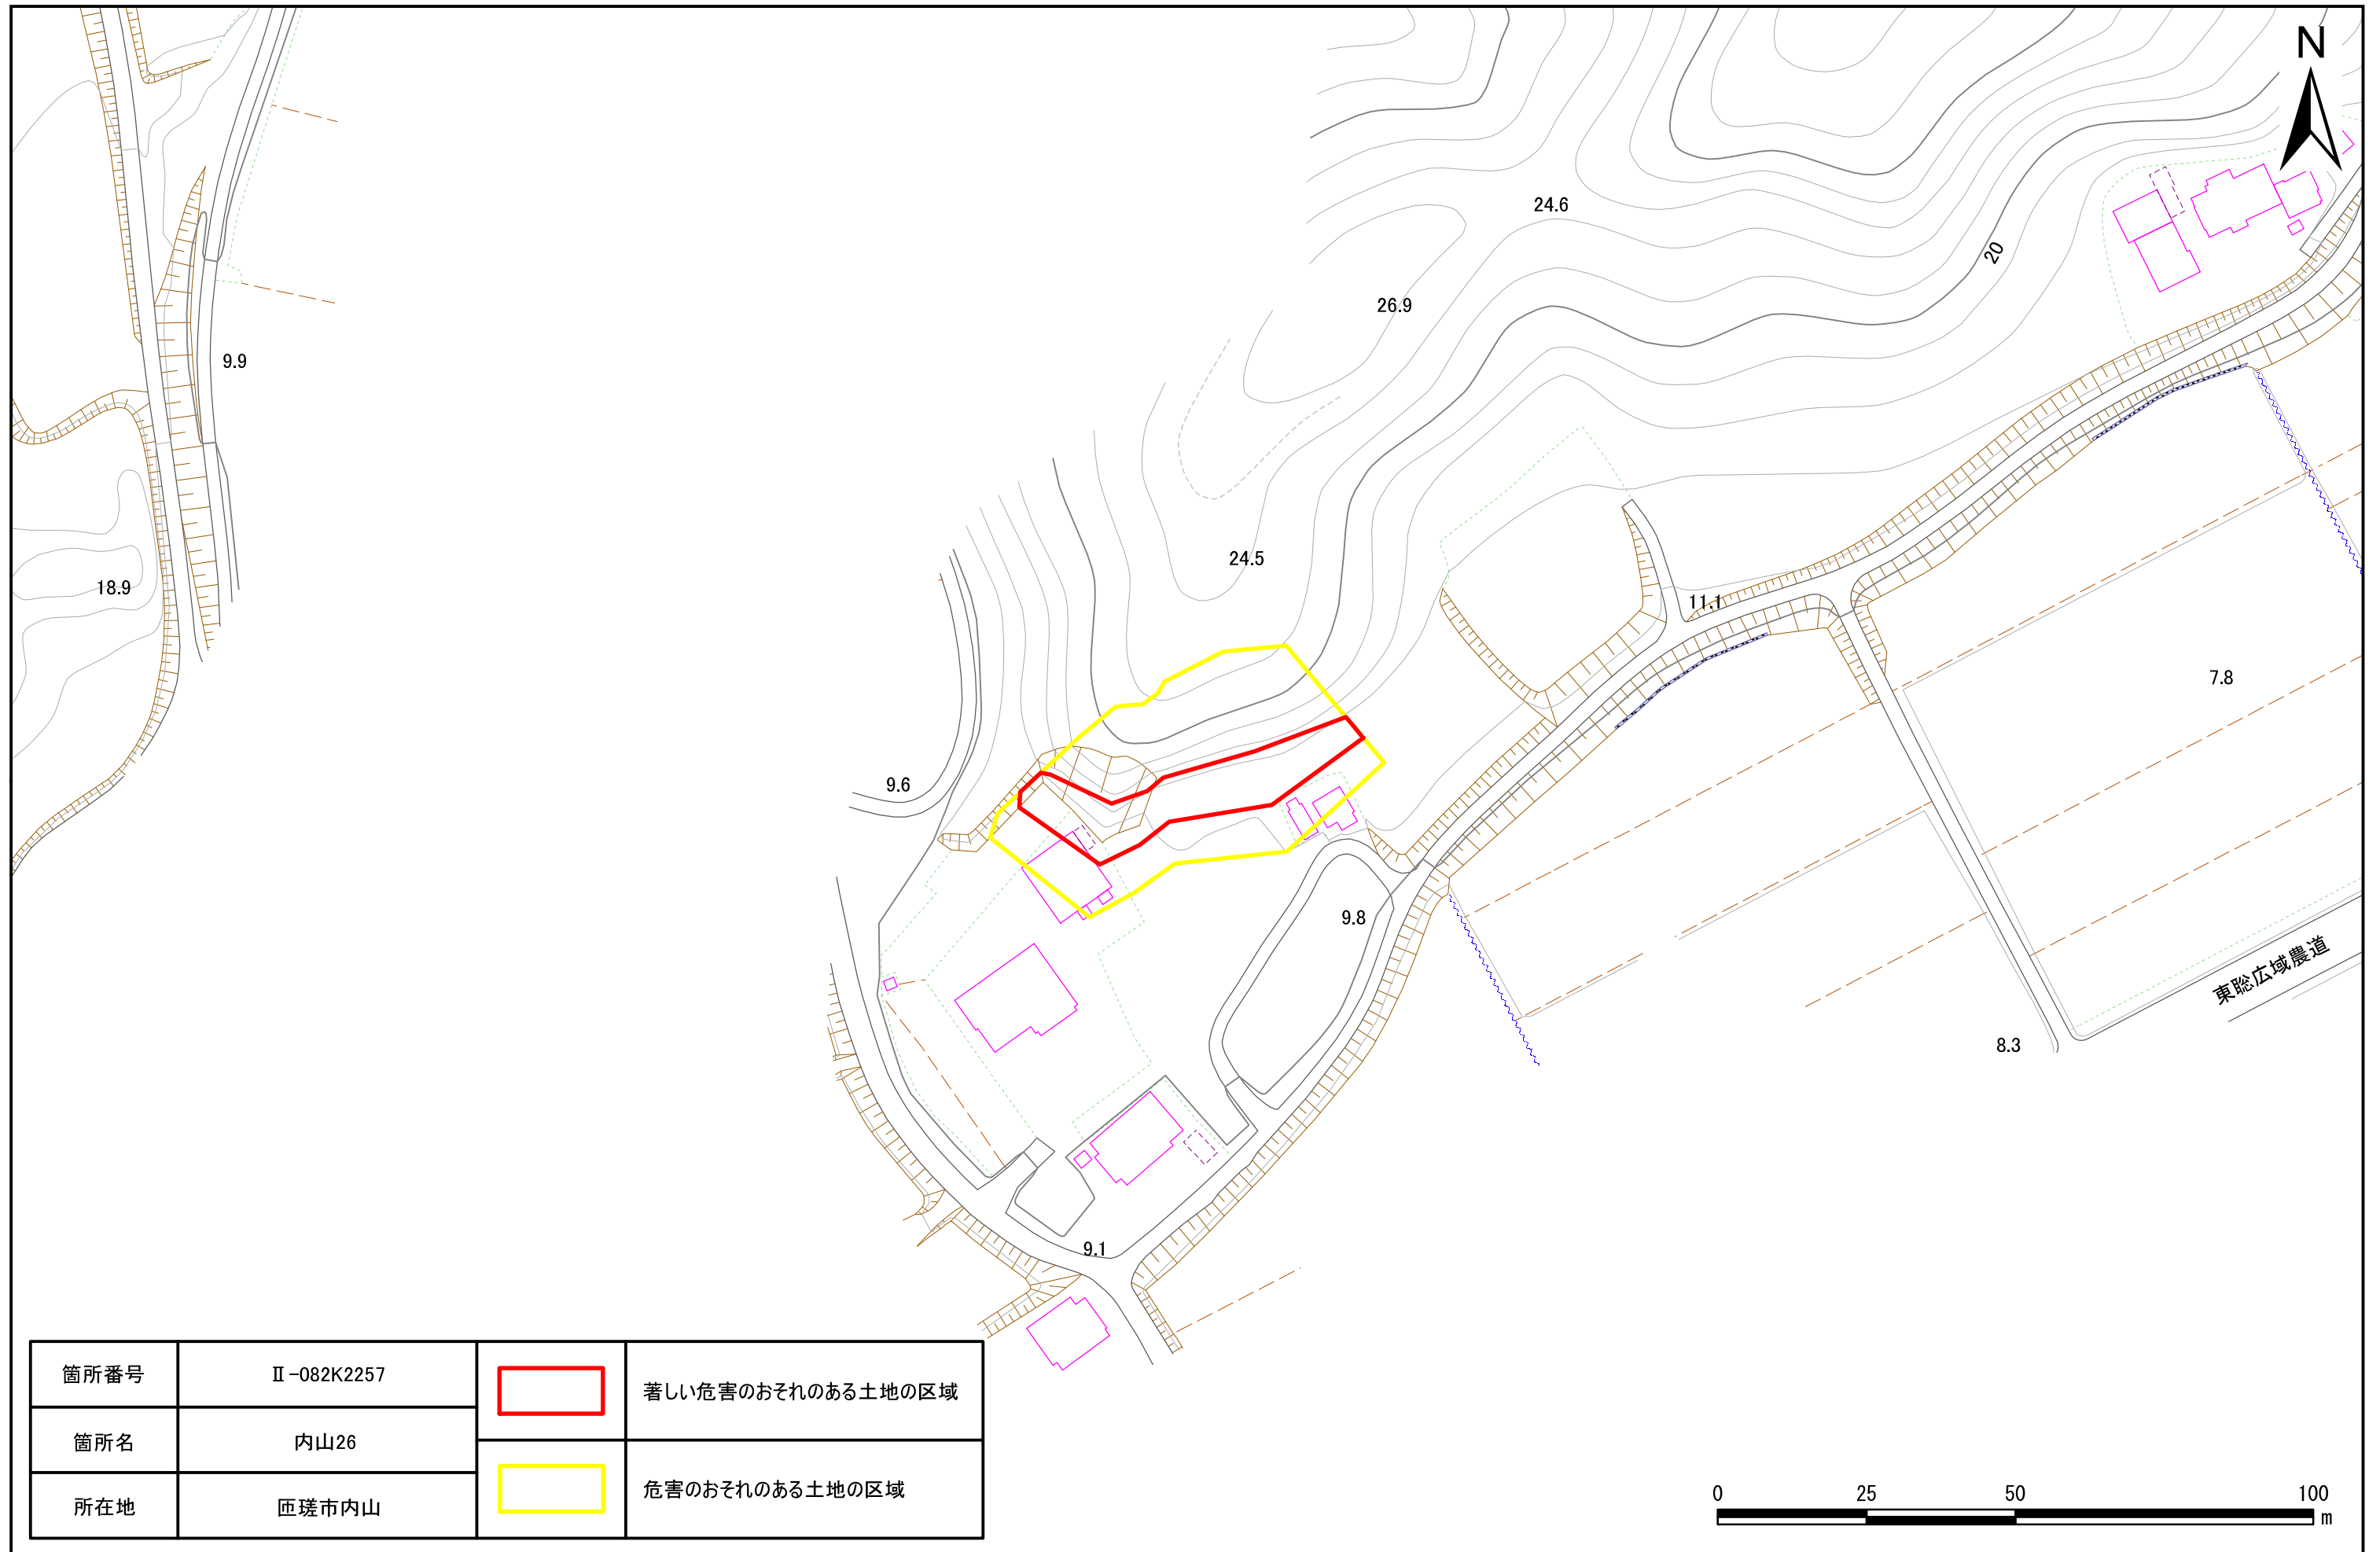 N
24.6
20
26.9
9.9
24.5
18.9
11.1
7.8
9.6
9.8
東聡広域農道
8.3
9.1
箇所番号 Ⅱ-082K2257
箇所名 内山26
所在地 匝瑳市内山
著しい危害のおそれのある土地の区域
危害のおそれのある土地の区域
0 25 50 100
m